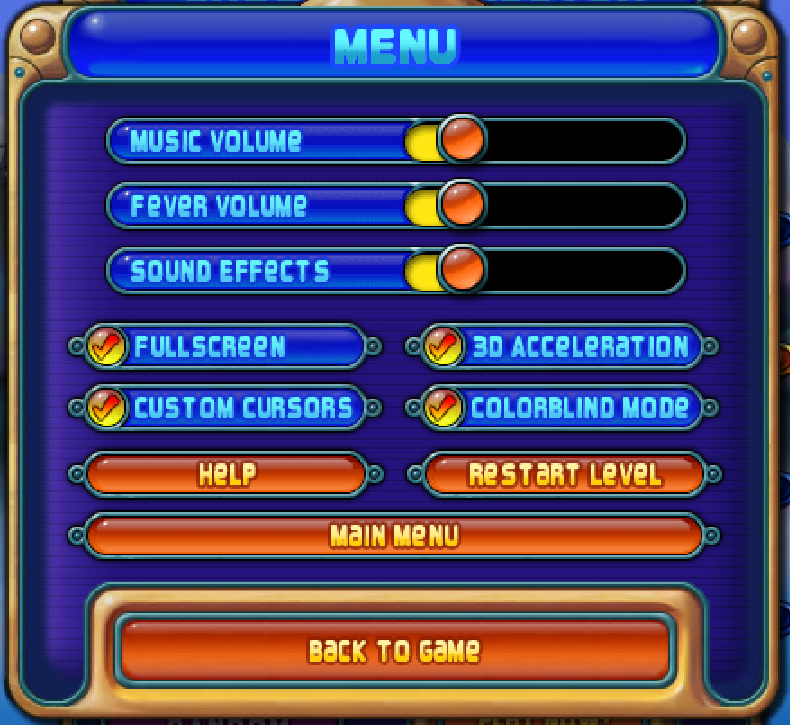 MENU
MUSIC VOLUME
FEVER VOLUME
SOUND EFFECTS
FULLSCREEN
3D ACCELERATION
CUSTOM CURSORS
COLORBLIND MODE
HELP
RESTART LEVEL
MAIN MENU
BACK TO GAME